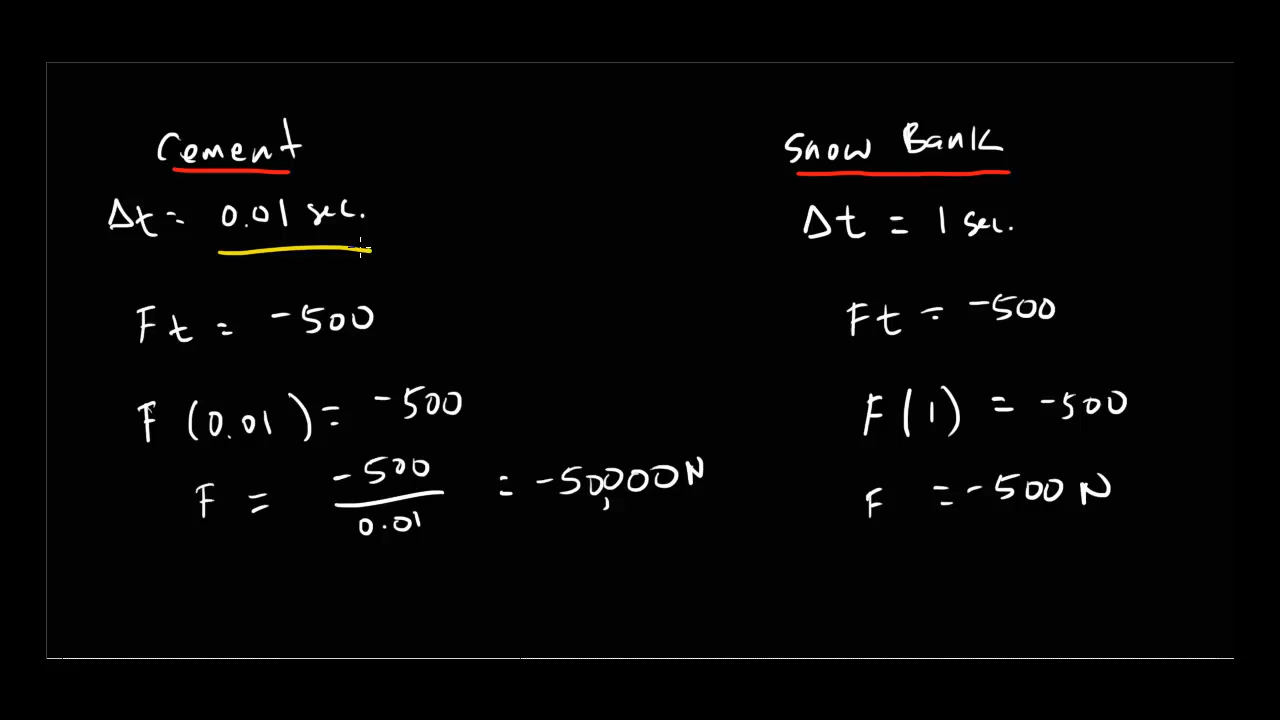 Cement
Δt = 0.01 sec.
Ft = -500
F(0.01) = -500
F = -500/0.01 = -50,000 N
Snow Bank
Δt = 1 sec.
Ft = -500
F(1) = -500
F = -500 N